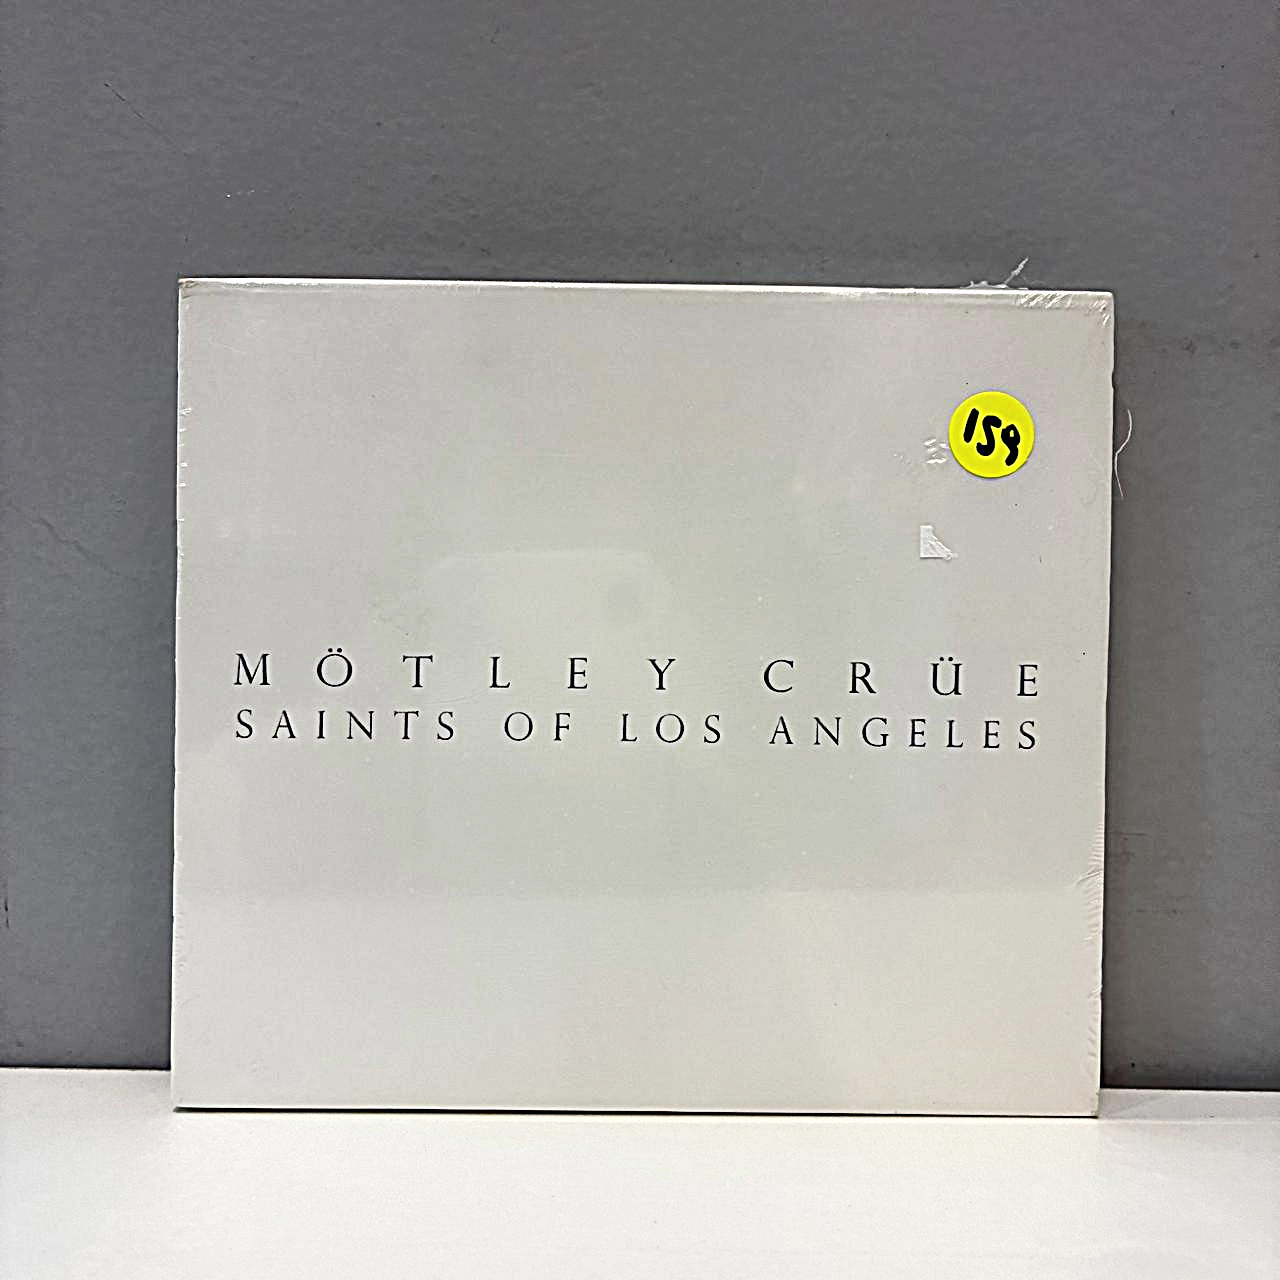 159
MÖTLEY CRÜE
SAINTS OF LOS ANGELES